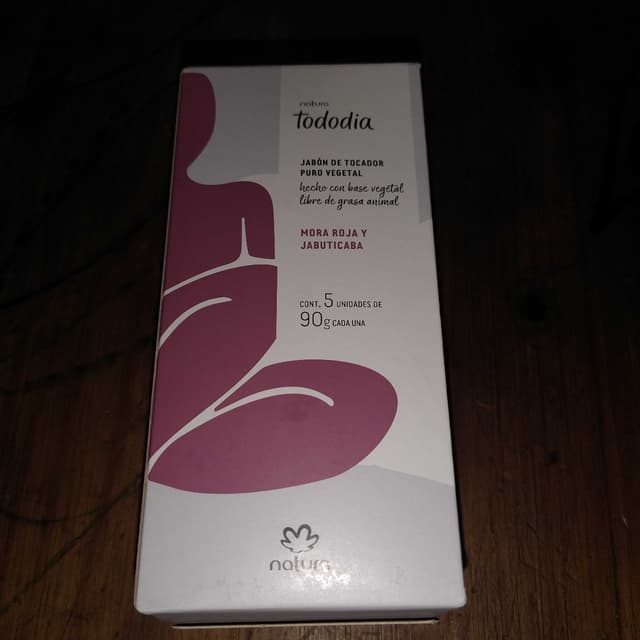 natura
tododia
JABÓN DE TOCADOR
PURO VEGETAL
hecho con base vegetal
libre de grasa animal
MORA ROJA Y
JABUTICABA
CONT. 5 UNIDADES DE
90g CADA UNA
natura